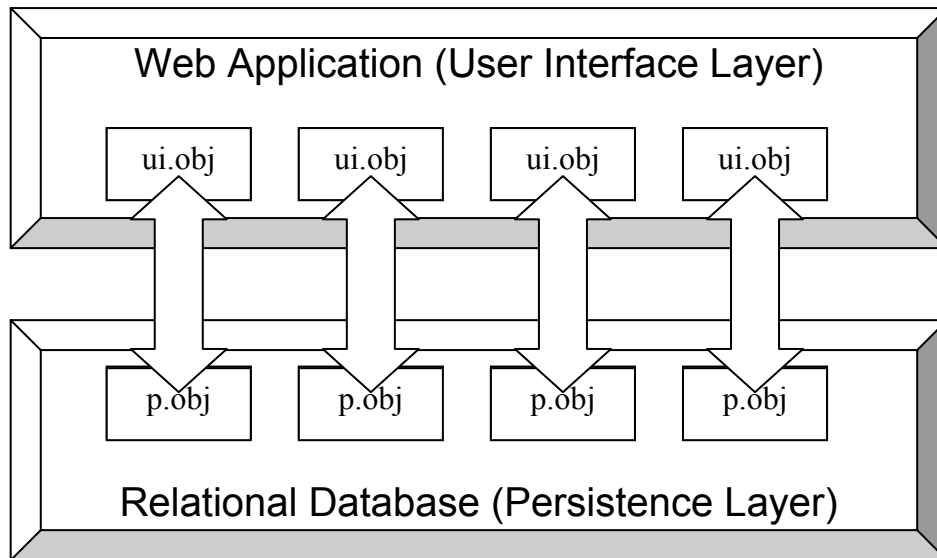 Web Application (User Interface Layer)
ui.obj ui.obj ui.obj ui.obj
p.obj p.obj p.obj p.obj
Relational Database (Persistence Layer)